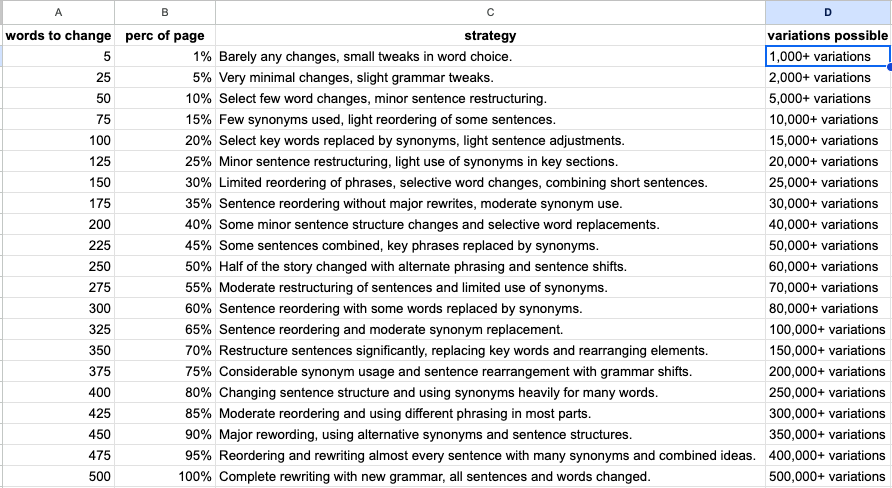 A B C D
words to change perc of page strategy variations possible
5 1% Barely any changes, small tweaks in word choice. 1,000+ variations
25 5% Very minimal changes, slight grammar tweaks. 2,000+ variations
50 10% Select few word changes, minor sentence restructuring. 5,000+ variations
75 15% Few synonyms used, light reordering of some sentences. 10,000+ variations
100 20% Select key words replaced by synonyms, light sentence adjustments. 15,000+ variations
125 25% Minor sentence restructuring, light use of synonyms in key sections. 20,000+ variations
150 30% Limited reordering of phrases, selective word changes, combining short sentences. 25,000+ variations
175 35% Sentence reordering without major rewrites, moderate synonym use. 30,000+ variations
200 40% Some minor sentence structure changes and selective word replacements. 40,000+ variations
225 45% Some sentences combined, key phrases replaced by synonyms. 50,000+ variations
250 50% Half of the story changed with alternate phrasing and sentence shifts. 60,000+ variations
275 55% Moderate restructuring of sentences and limited use of synonyms. 70,000+ variations
300 60% Sentence reordering with some words replaced by synonyms. 80,000+ variations
325 65% Sentence reordering and moderate synonym replacement. 100,000+ variations
350 70% Restructure sentences significantly, replacing key words and rearranging elements. 150,000+ variations
375 75% Considerable synonym usage and sentence rearrangement with grammar shifts. 200,000+ variations
400 80% Changing sentence structure and using synonyms heavily for many words. 250,000+ variations
425 85% Moderate reordering and using different phrasing in most parts. 300,000+ variations
450 90% Major rewording, using alternative synonyms and sentence structures. 350,000+ variations
475 95% Reordering and rewriting almost every sentence with many synonyms and combined ideas. 400,000+ variations
500 100% Complete rewriting with new grammar, all sentences and words changed. 500,000+ variations